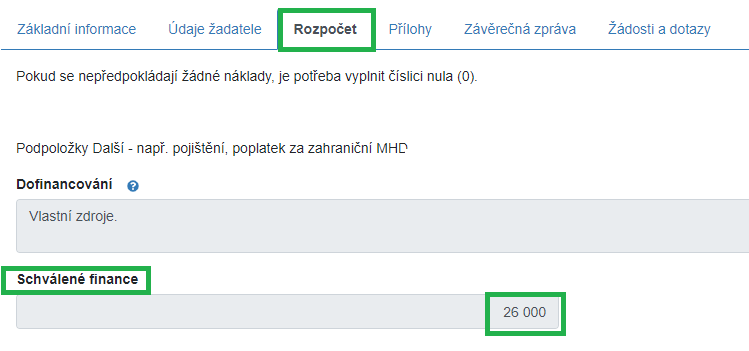 Základní informace Údaje žadatele Rozpočet Přílohy Závěrečná zpráva Žádosti a dotazy
Pokud se nepředpokládají žádné náklady, je potřeba vyplnit číslici nula (0).
Podpoložky Další - např. pojištění, poplatek za zahraniční MHD
Dofinancování ?
Vlastní zdroje.
Schválené finance
26 000